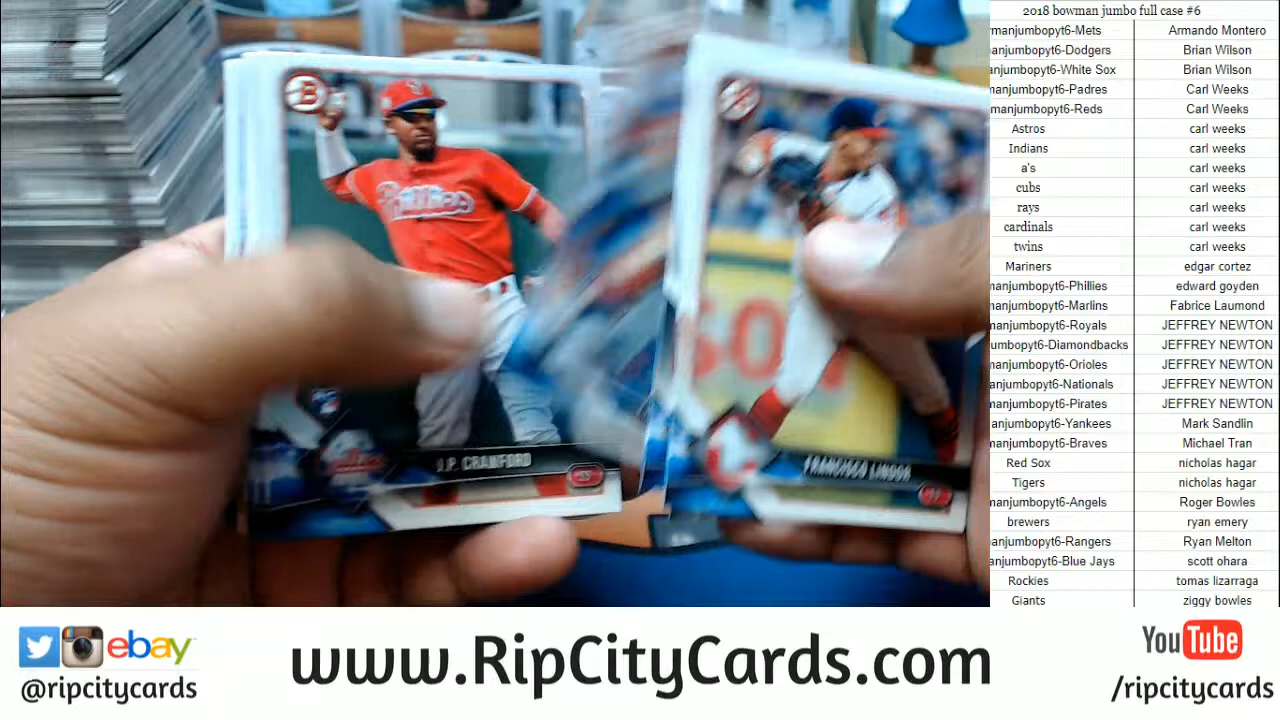 2018 bowman jumbo full case #6
manjumbopyt6-Mets Armando Montero
anjumbopyt6-Dodgers Brian Wilson
anjumbopyt6-White Sox Brian Wilson
manjumbopyt6-Padres Carl Weeks
manjumbopyt6-Reds Carl Weeks
Astros carl weeks
Indians carl weeks
a's carl weeks
cubs carl weeks
rays carl weeks
cardinals carl weeks
twins carl weeks
Mariners edgar cortez
manjumbopyt6-Phillies edward goyden
manjumbopyt6-Marlins Fabrice Laumond
manjumbopyt6-Royals JEFFREY NEWTON
umbopyt6-Diamondbacks JEFFREY NEWTON
manjumbopyt6-Orioles JEFFREY NEWTON
anjumbopyt6-Nationals JEFFREY NEWTON
manjumbopyt6-Pirates JEFFREY NEWTON
manjumbopyt6-Yankees Mark Sandlin
manjumbopyt6-Braves Michael Tran
Red Sox nicholas hagar
Tigers nicholas hagar
manjumbopyt6-Angels Roger Bowles
brewers ryan emery
manjumbopyt6-Rangers Ryan Melton
anjumbopyt6-Blue Jays scott ohara
Rockies tomas lizarraga
Giants ziggy bowles
B
Phillies
J.P. CRAWFORD
FRANCISCO LINDOR
ebay
@ripcitycards
www.RipCityCards.com
YouTube
/ripcitycards